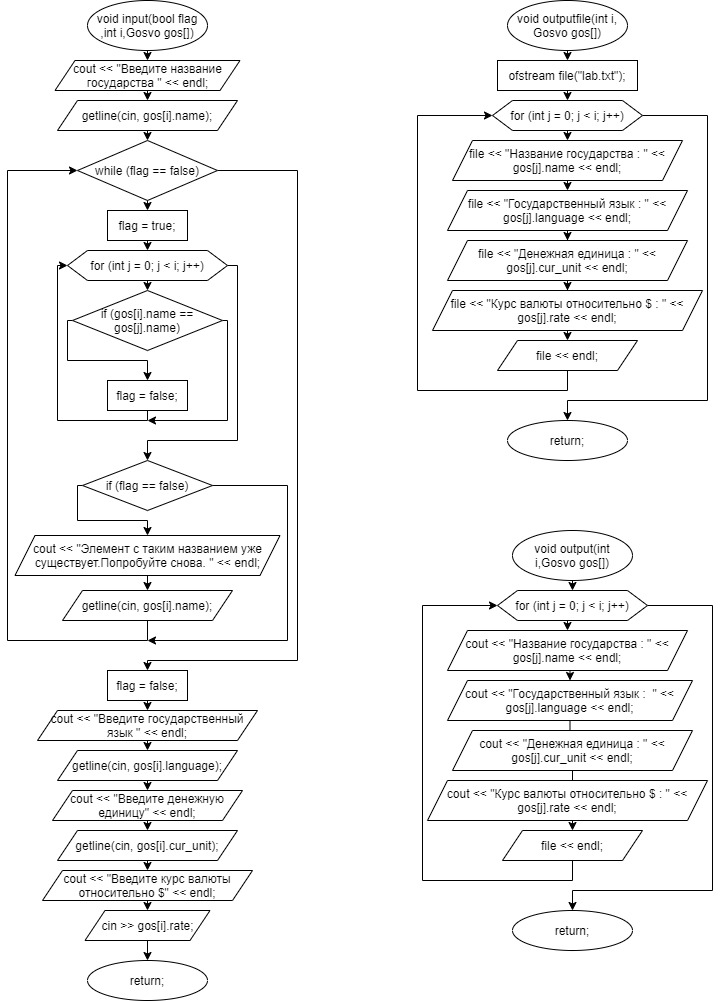 void input(bool flag
,int i,Gosvo gos[])
cout << "Введите название
государства " << endl;
getline(cin, gos[i].name);
while (flag == false)
flag = true;
for (int j = 0; j < i; j++)
if (gos[i].name ==
gos[j].name)
flag = false;
if (flag == false)
cout << "Элемент с таким названием уже
существует.Попробуйте снова. " << endl;
getline(cin, gos[i].name);
flag = false;
cout << "Введите государственный
язык " << endl;
getline(cin, gos[i].language);
cout << "Введите денежную
единицу" << endl;
getline(cin, gos[i].cur_unit);
cout << "Введите курс валюты
относительно $" << endl;
cin >> gos[i].rate;
return;
void outputfile(int i,
Gosvo gos[])
ofstream file("lab.txt");
for (int j = 0; j < i; j++)
file << "Название государства : " <<
gos[j].name << endl;
file << "Государственный язык : " <<
gos[j].language << endl;
file << "Денежная единица : " <<
gos[j].cur_unit << endl;
file << "Курс валюты относительно $ : " <<
gos[j].rate << endl;
file << endl;
return;
void output(int
i,Gosvo gos[])
for (int j = 0; j < i; j++)
cout << "Название государства : " <<
gos[j].name << endl;
cout << "Государственный язык :  " <<
gos[j].language << endl;
cout << "Денежная единица : " <<
gos[j].cur_unit << endl;
cout << "Курс валюты относительно $ : " <<
gos[j].rate << endl;
file << endl;
return;